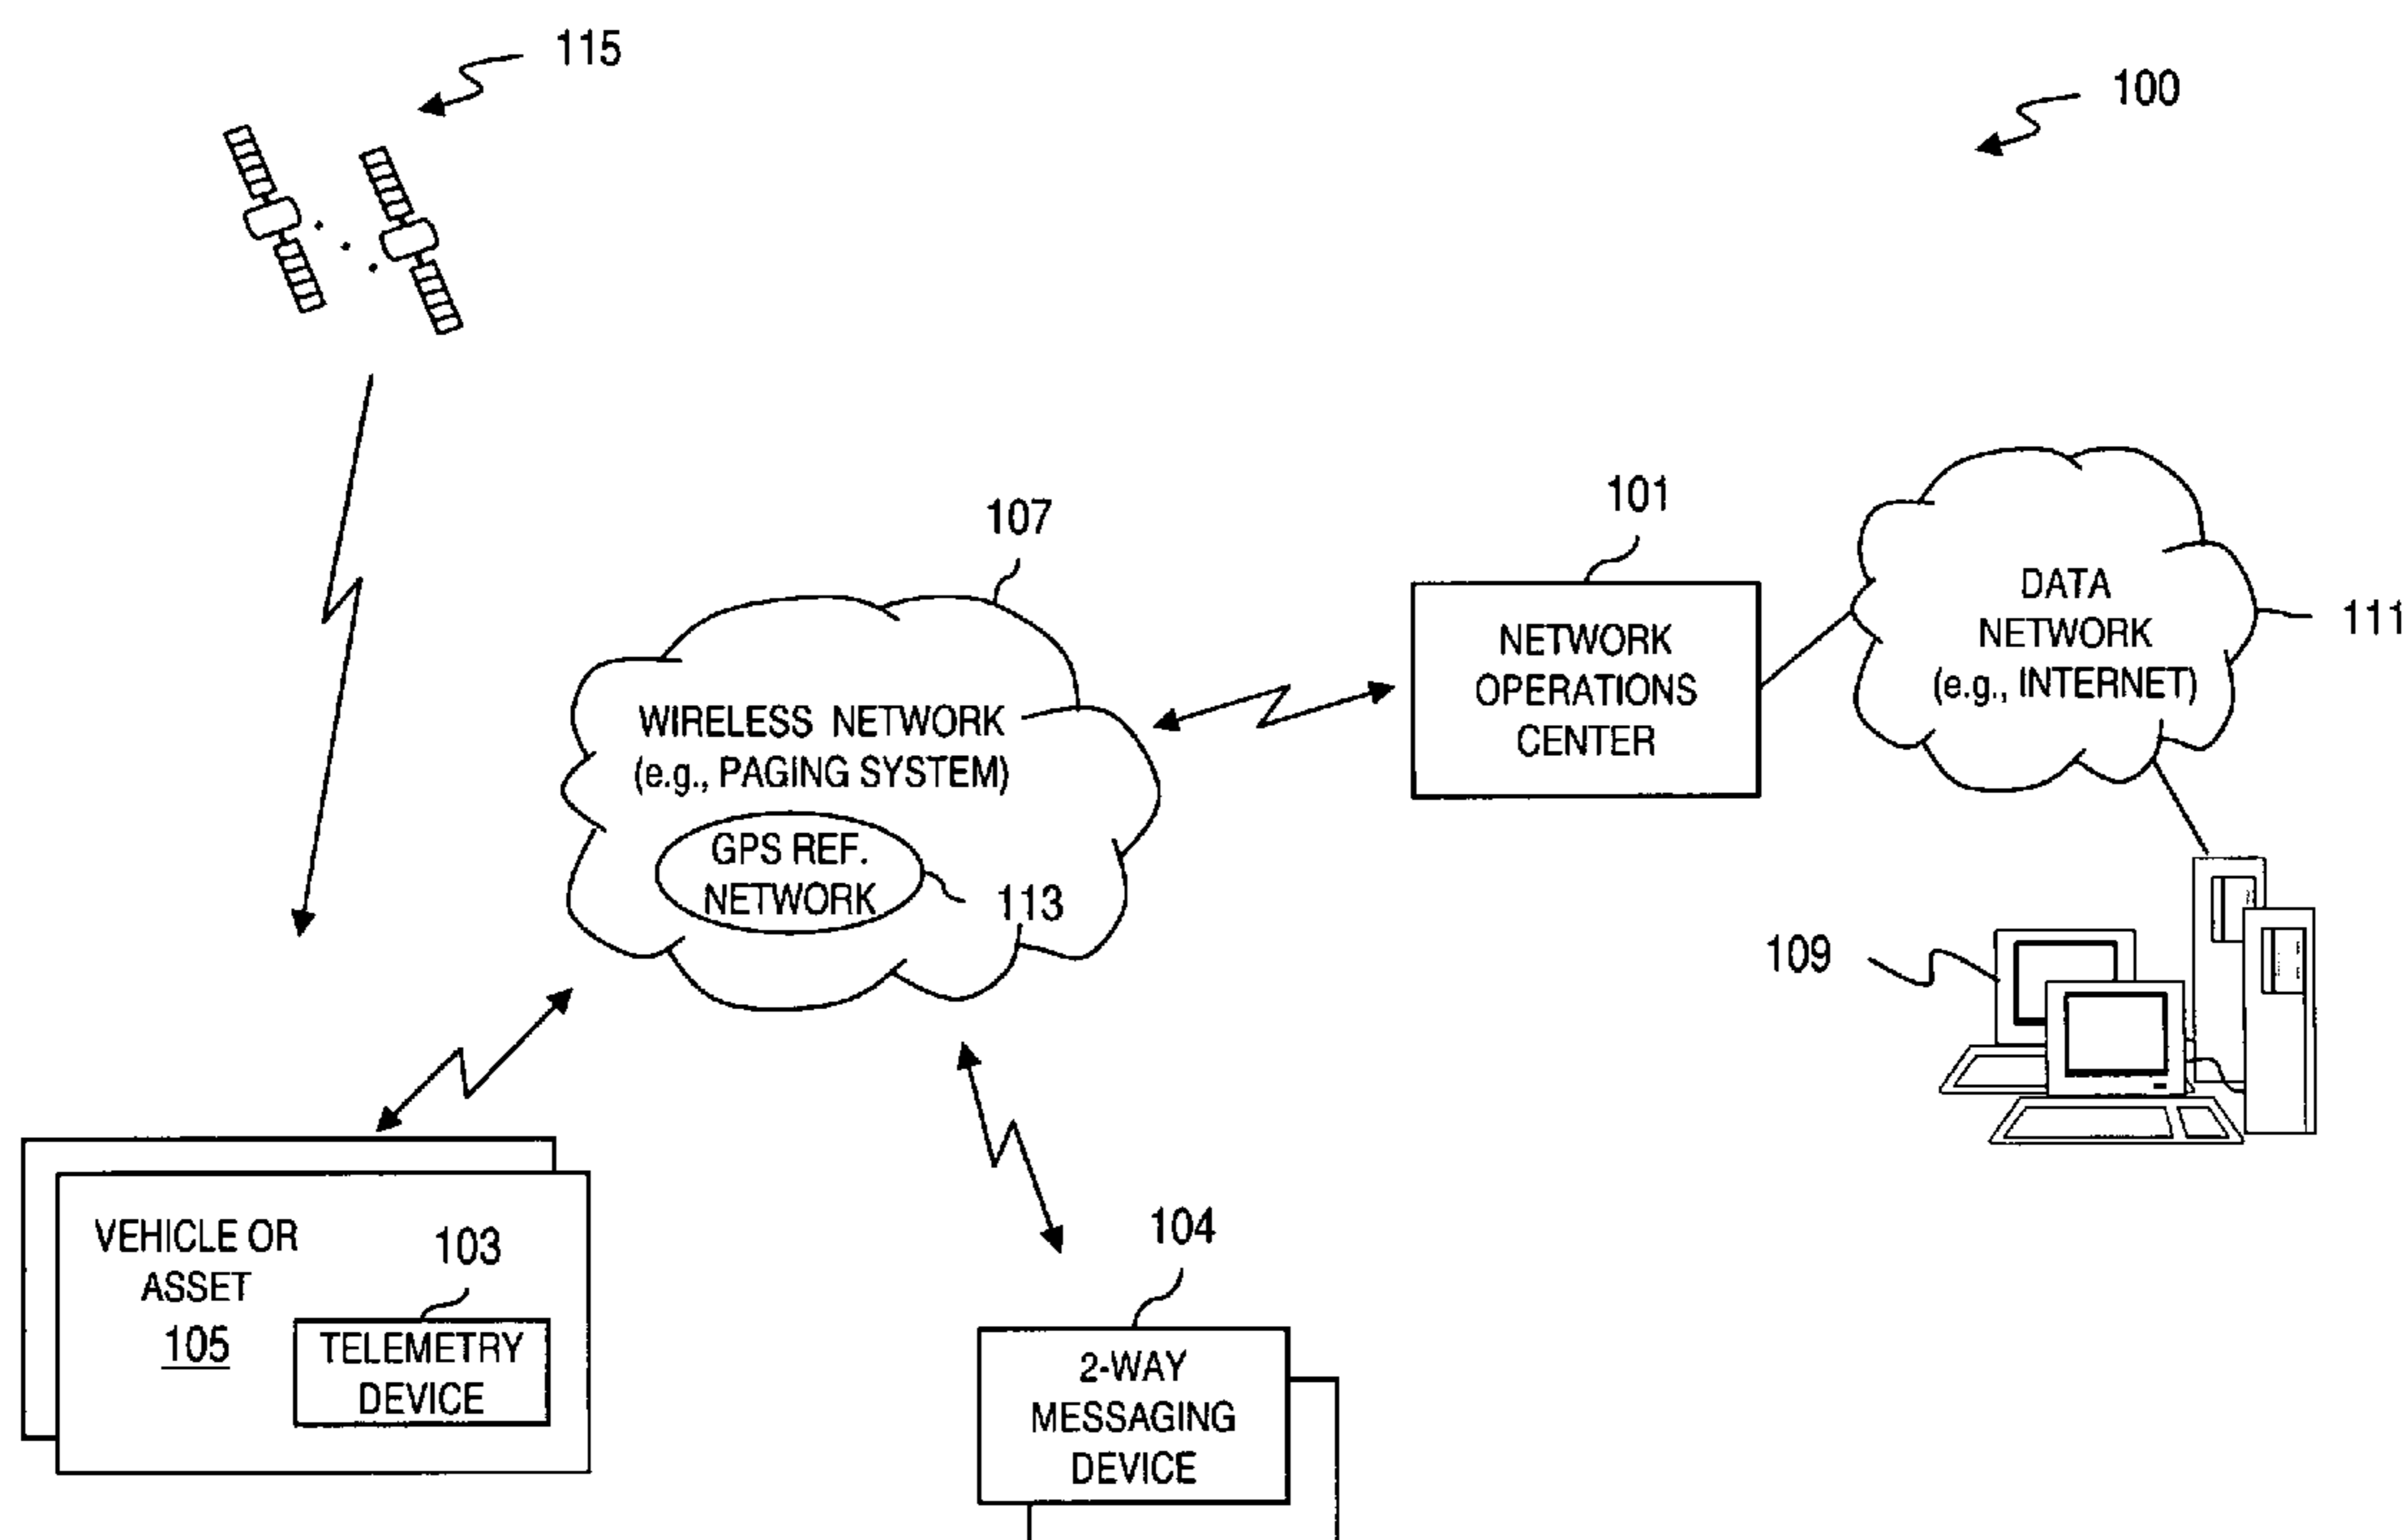 115
100
101
107
DATA
NETWORK
(e.g., INTERNET)
111
NETWORK
OPERATIONS
CENTER
WIRELESS NETWORK
(e.g., PAGING SYSTEM)
GPS REF.
NETWORK
113
109
VEHICLE OR
ASSET
105
103
TELEMETRY
DEVICE
104
2-WAY
MESSAGING
DEVICE